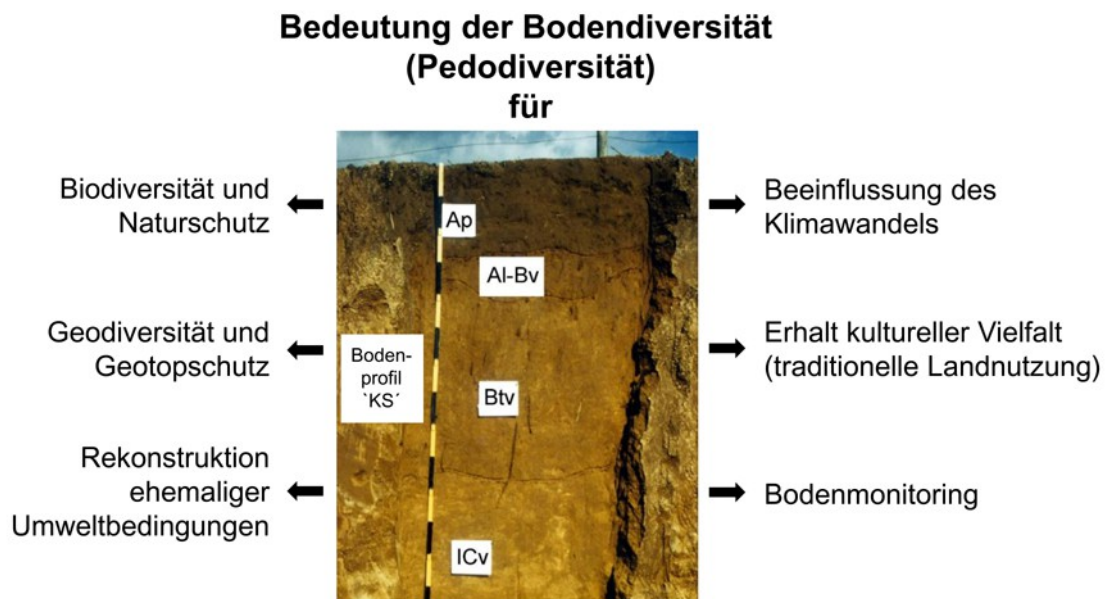 Bedeutung der Bodendiversität
(Pedodiversität)
für
Biodiversität und
Naturschutz
Geodiversität und
Geotopschutz
Rekonstruktion
ehemaliger
Umweltbedingungen
Ap
Al-Bv
Boden-
profil
`KS´
Btv
ICv
Beeinflussung des
Klimawandels
Erhalt kultureller Vielfalt
(traditionelle Landnutzung)
Bodenmonitoring